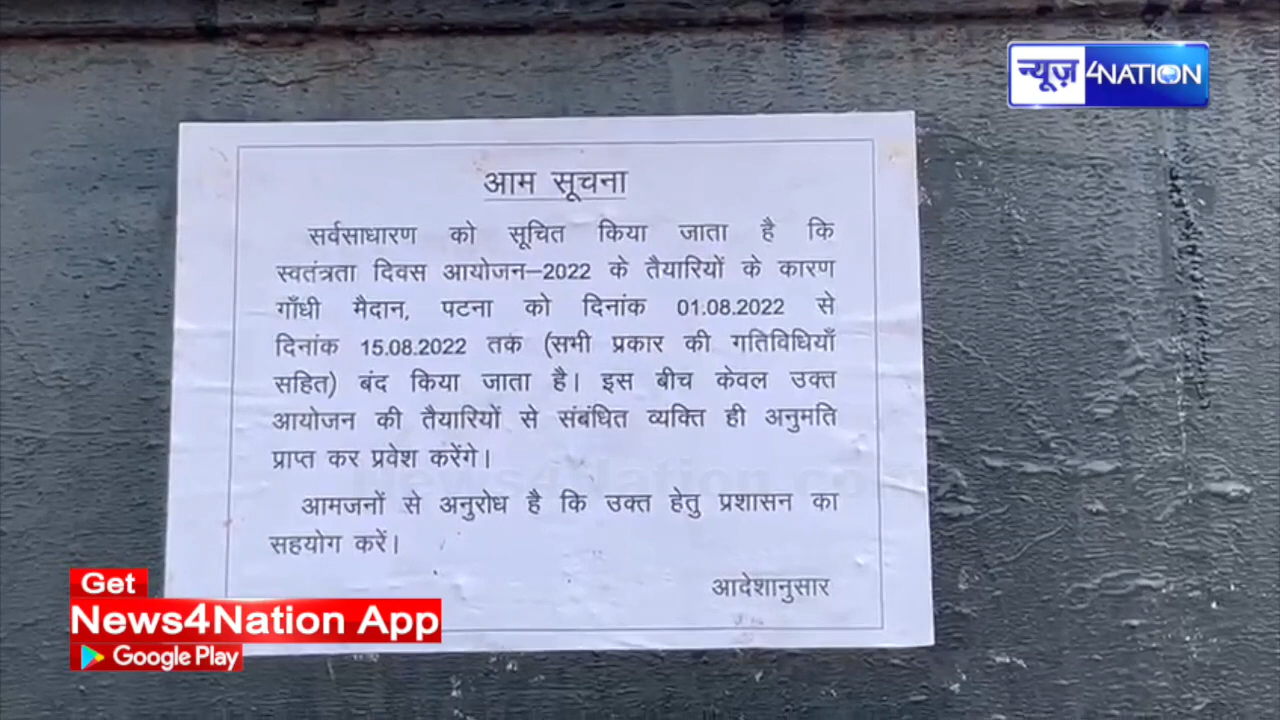 न्यूज़ 4NATION
आम सूचना
सर्वसाधारण को सूचित किया जाता है कि
स्वतंत्रता दिवस आयोजन–2022 के तैयारियों के कारण
गाँधी मैदान, पटना को दिनांक 01.08.2022 से
दिनांक 15.08.2022 तक (सभी प्रकार की गतिविधियाँ
सहित) बंद किया जाता है। इस बीच केवल उक्त
आयोजन की तैयारियों से संबंधित व्यक्ति ही अनुमति
प्राप्त कर प्रवेश करेंगे।
News4Nation.com
आमजनों से अनुरोध है कि उक्त हेतु प्रशासन का
सहयोग करें।
आदेशानुसार
Get
News4Nation App
Google Play